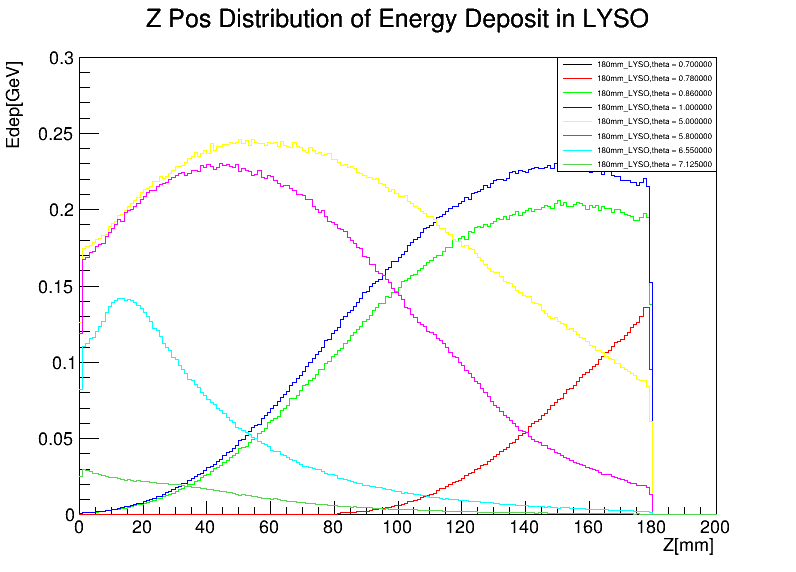 Z Pos Distribution of Energy Deposit in LYSO
Edep[GeV]
0.3
0.25
0.2
0.15
0.1
0.05
0
180mm_LYSO,theta = 0.700000
180mm_LYSO,theta = 0.780000
180mm_LYSO,theta = 0.860000
180mm_LYSO,theta = 1.000000
180mm_LYSO,theta = 5.000000
180mm_LYSO,theta = 5.800000
180mm_LYSO,theta = 6.550000
180mm_LYSO,theta = 7.125000
0 20 40 60 80 100 120 140 160 180 200
Z[mm]